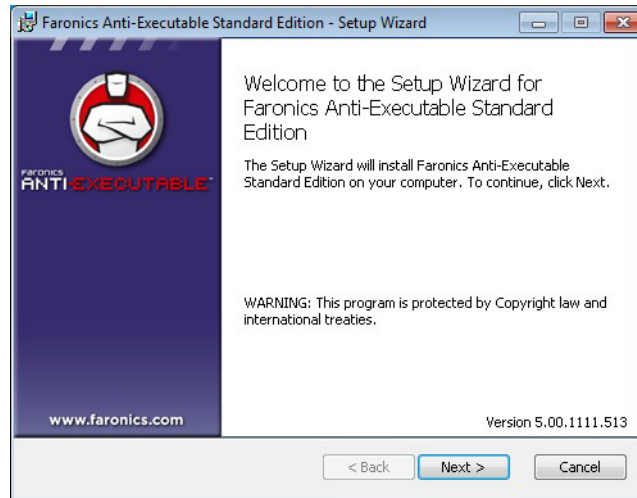 Faronics Anti-Executable Standard Edition - Setup Wizard
Welcome to the Setup Wizard for
Faronics Anti-Executable Standard
Edition
The Setup Wizard will install Faronics Anti-Executable
Standard Edition on your computer. To continue, click Next.
FARONICS
ANTI-EXECUTABLE™
WARNING: This program is protected by Copyright law and
international treaties.
www.faronics.com
Version 5.00.1111.513
< Back
Next >
Cancel